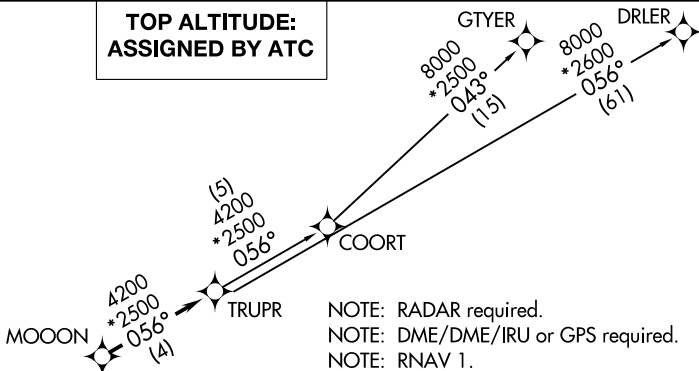 TOP ALTITUDE:
ASSIGNED BY ATC
GTYER
DRLER
8000
*2500
043°
(15)
8000
*2600
056°
(61)
(5)
4200
*2500
056°
COORT
4200
*2500
056°
(4)
TRUPR
MOOON
NOTE: RADAR required.
NOTE: DME/DME/IRU or GPS required.
NOTE: RNAV 1.